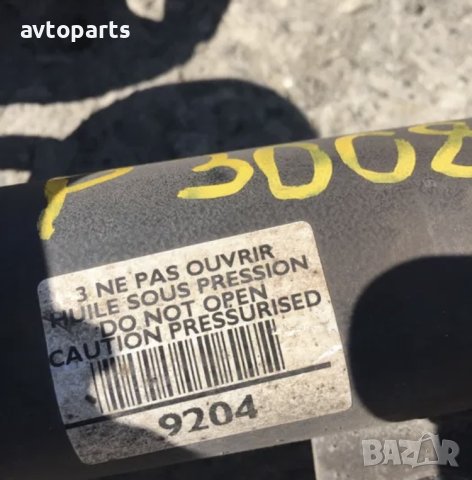 avtoparts
P 3008
3 NE PAS OUVRIR
HUILE SOUS PRESSION
DO NOT OPEN
CAUTION PRESSURISED
9204
BAZAR